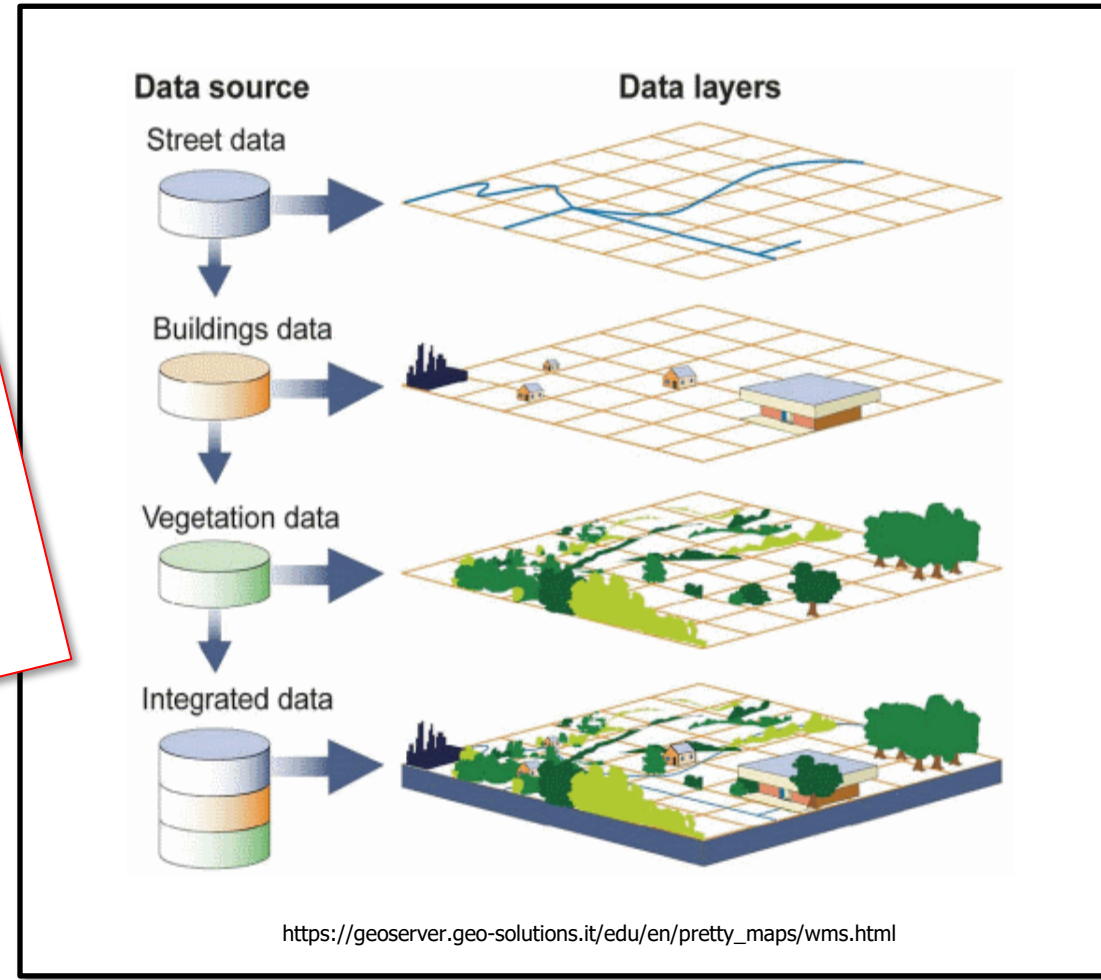 Data source
Data layers
Street data
Buildings data
Vegetation data
Integrated data
https://geoserver.geo-solutions.it/edu/en/pretty_maps/wms.html